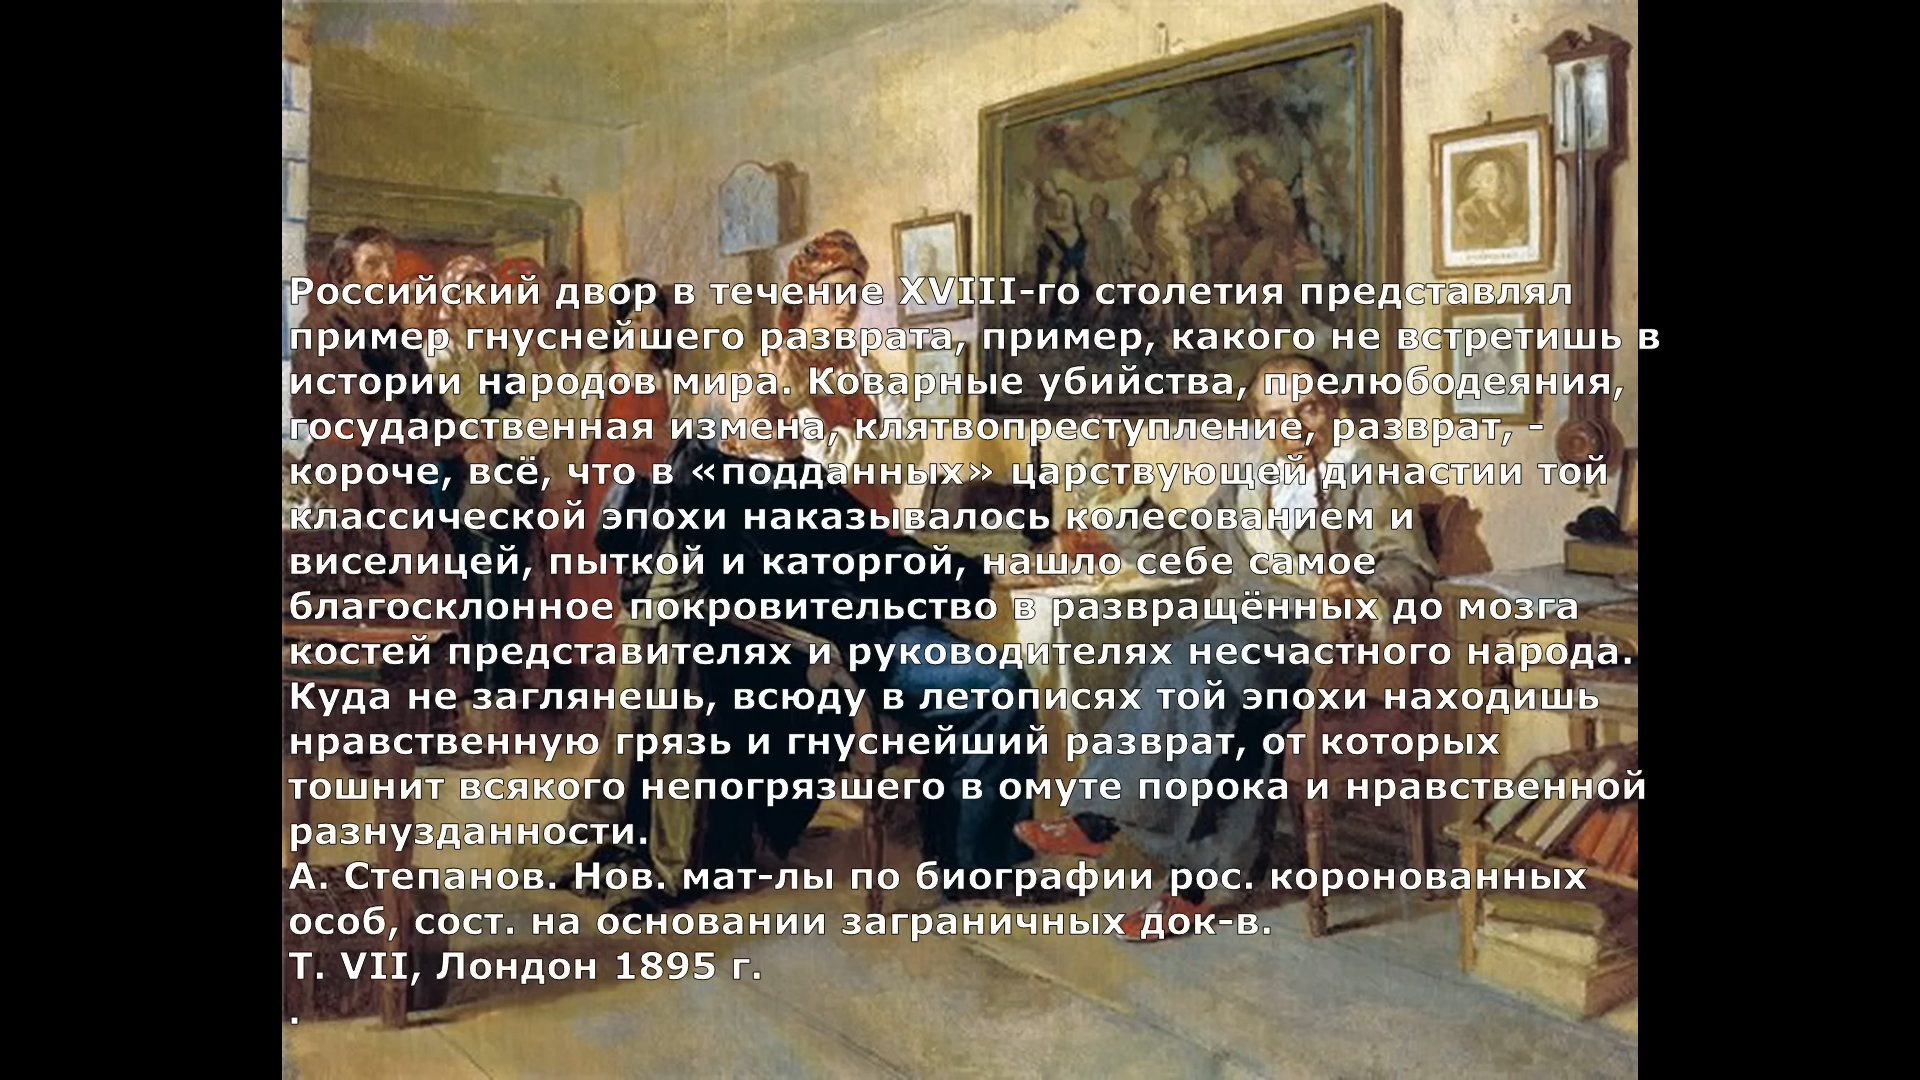 Российский двор в течение XVIII-го столетия представлял
пример гнуснейшего разврата, пример, какого не встретишь в
истории народов мира. Коварные убийства, прелюбодеяния,
государственная измена, клятвопреступление, разврат, -
короче, всё, что в «подданных» царствующей династии той
классической эпохи наказывалось колесованием и
виселицей, пыткой и каторгой, нашло себе самое
благосклонное покровительство в развращённых до мозга
костей представителях и руководителях несчастного народа.
Куда не заглянешь, всюду в летописях той эпохи находишь
нравственную грязь и гнуснейший разврат, от которых
тошнит всякого непогрязшего в омуте порока и нравственной
разнузданности.
А. Степанов. Нов. мат-лы по биографии рос. коронованных
особ, сост. на основании заграничных док-в.
Т. VII, Лондон 1895 г.
.